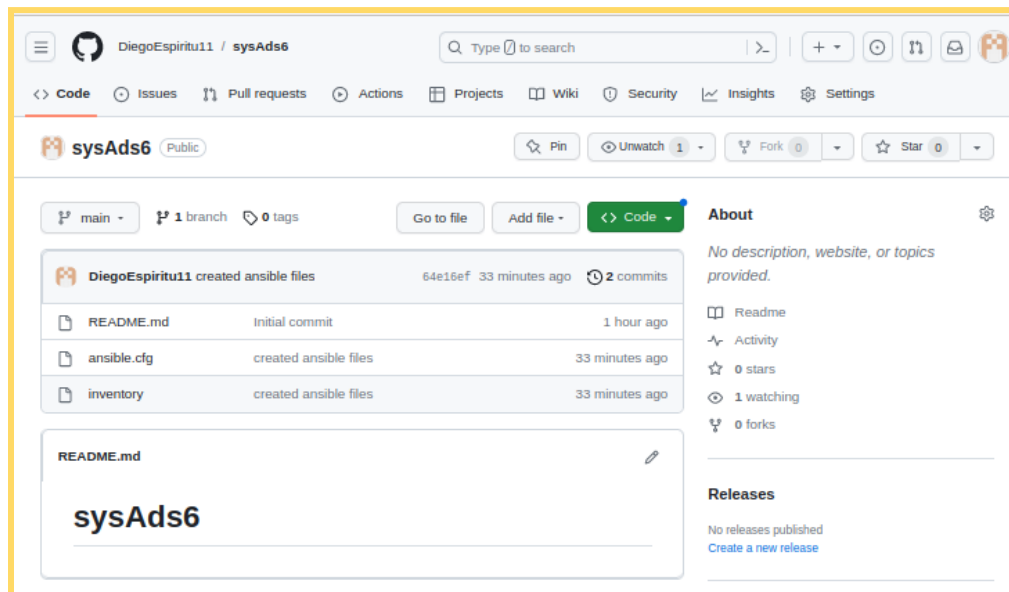 DiegoEspiritu11 / sysAds6
Type / to search
Code Issues Pull requests Actions Projects Wiki Security Insights Settings
sysAds6 Public Pin Unwatch 1 Fork 0 Star 0
main 1 branch 0 tags Go to file Add file Code
DiegoEspiritu11 created ansible files 64e16ef 33 minutes ago 2 commits
README.md Initial commit 1 hour ago
ansible.cfg created ansible files 33 minutes ago
inventory created ansible files 33 minutes ago
README.md
sysAds6
About
No description, website, or topics
provided.
Readme
Activity
0 stars
1 watching
0 forks
Releases
No releases published
Create a new release